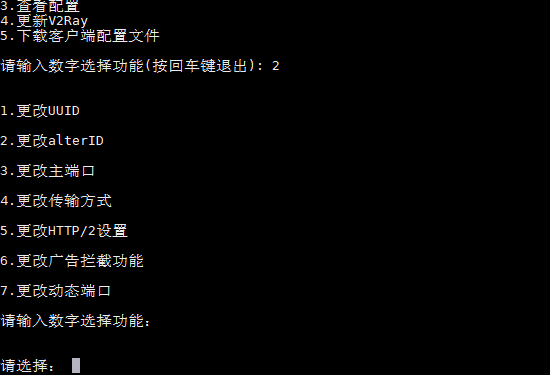 3.查看配置
4.更新V2Ray
5.下载客户端配置文件
请输入数字选择功能(按回车键退出): 2
1.更改UUID
2.更改alterID
3.更改主端口
4.更改传输方式
5.更改HTTP/2设置
6.更改广告拦截功能
7.更改动态端口
请输入数字选择功能：
请选择：